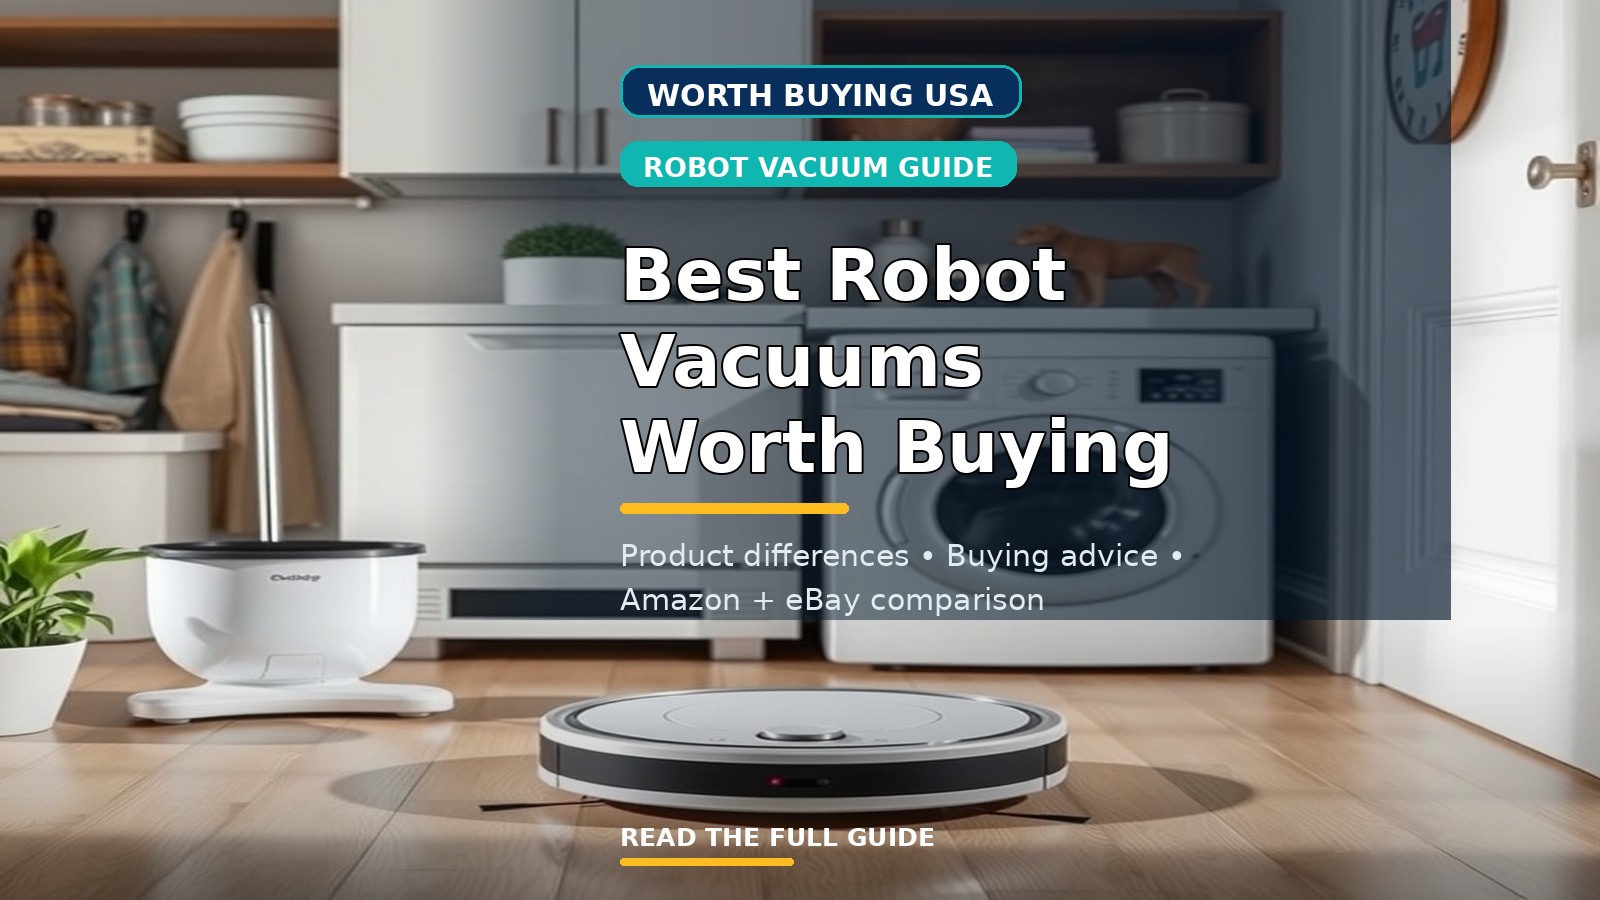 WORTH BUYING USA
ROBOT VACUUM GUIDE
Best Robot
Vacuums
Worth Buying
Product differences • Buying advice •
Amazon + eBay comparison
READ THE FULL GUIDE